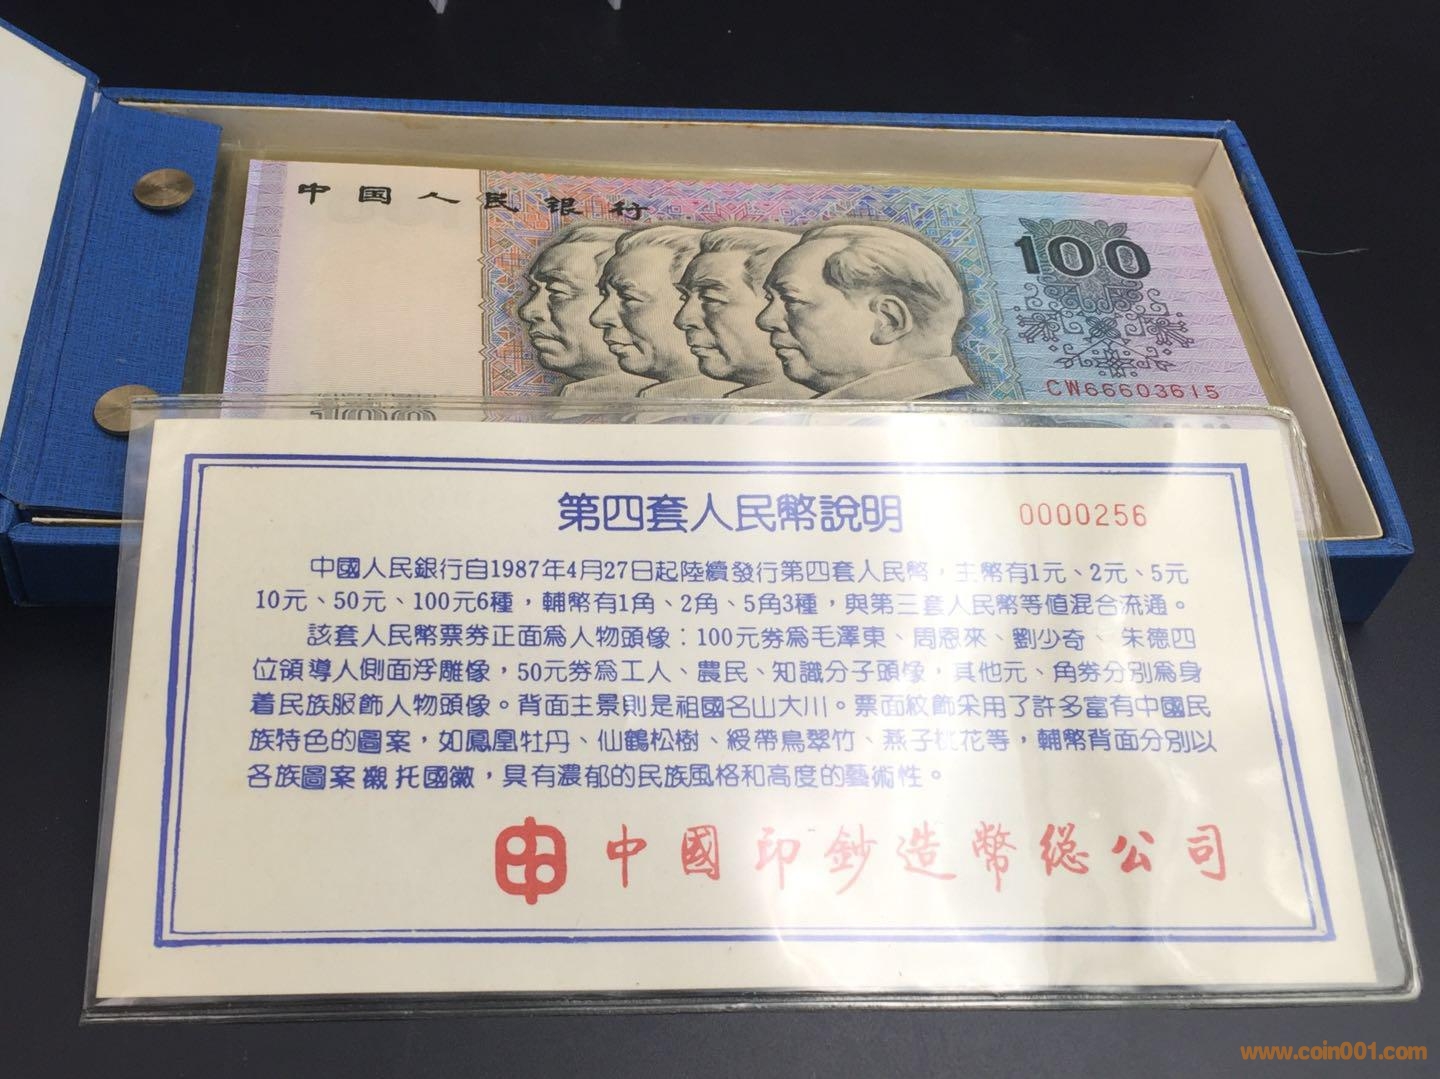 中国人民银行
100
CW66603615
100
第四套人民幣說明
0000256
中國人民銀行自1987年4月27日起陸續發行第四套人民幣，主幣有1元、2元、5元
10元、50元、100元6種，輔幣有1角、2角、5角3種，與第三套人民幣等值混合流通。
該套人民幣票券正面為人物頭像：100元券為毛澤東、周恩來、劉少奇、朱德四
位領導人側面浮雕像，50元券為工人、農民、知識分子頭像，其他元、角券分別為身
着民族服飾人物頭像。背面主景則是祖國名山大川。票面紋飾采用了許多富有中國民
族特色的圖案，如鳳凰牡丹、仙鶴松樹、綬帶鳥翠竹、燕子桃花等，輔幣背面分別以
各族圖案襯托國徽，具有濃郁的民族風格和高度的藝術性。
中國印鈔造幣總公司
www.coin001.com